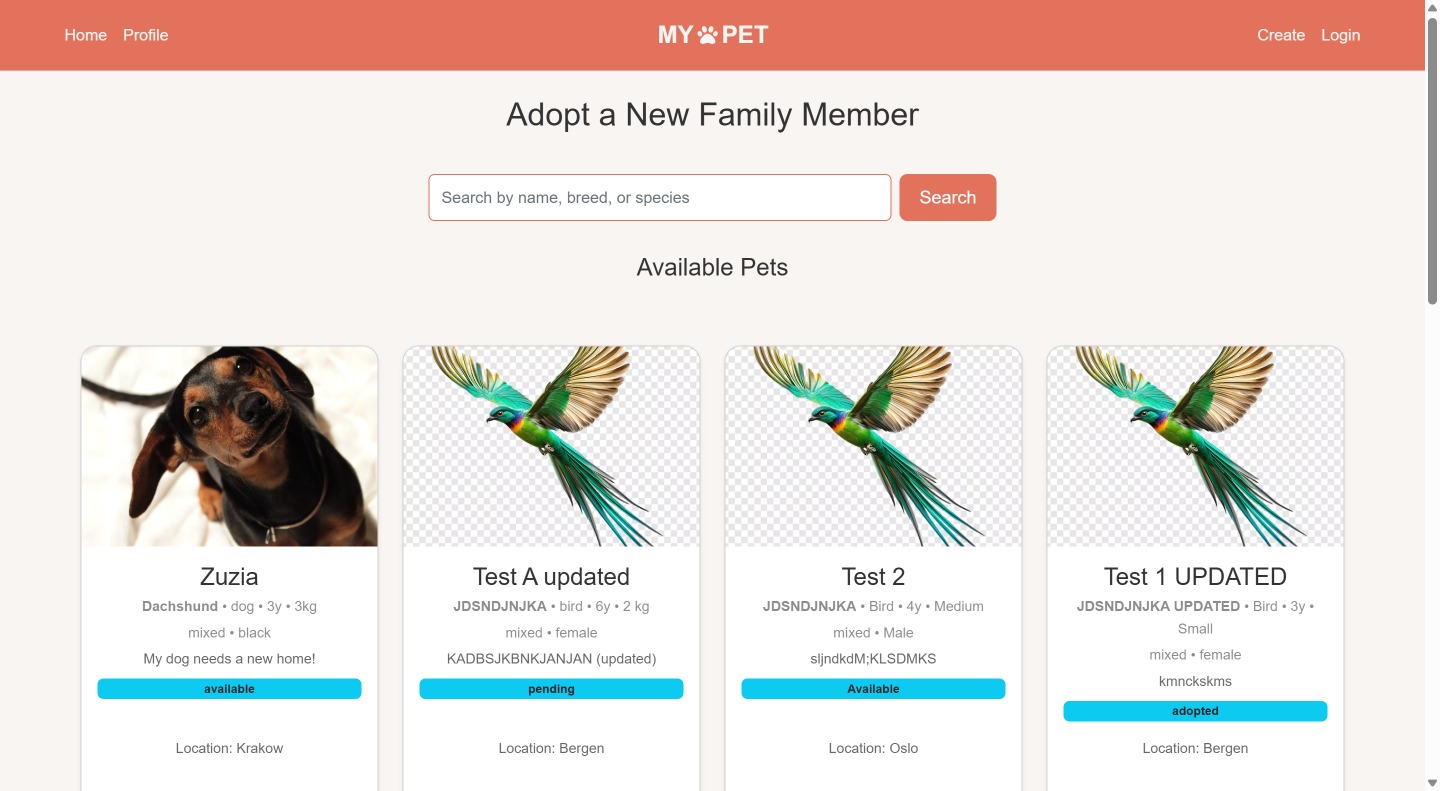 Home Profile MY PET Create Login
Adopt a New Family Member
Search by name, breed, or species Search
Available Pets
Zuzia
Dachshund • dog • 3y • 3kg
mixed • black
My dog needs a new home!
available
Location: Krakow
Test A updated
JDSNDJNJKA • bird • 6y • 2 kg
mixed • female
KADBSJKBNKJANJAN (updated)
pending
Location: Bergen
Test 2
JDSNDJNJKA • Bird • 4y • Medium
mixed • Male
sljndkdM;KLSDMKS
Available
Location: Oslo
Test 1 UPDATED
JDSNDJNJKA UPDATED • Bird • 3y •
Small
mixed • female
kmnckskms
adopted
Location: Bergen